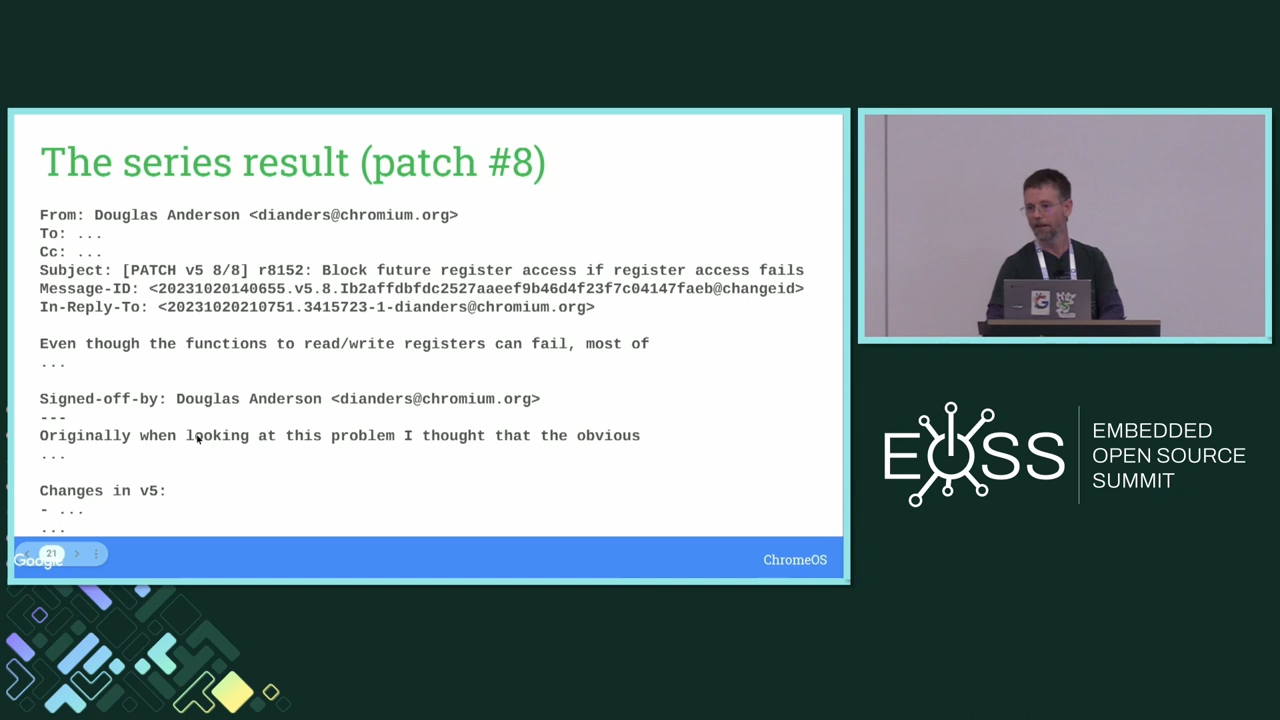 The series result (patch #8)
From: Douglas Anderson <dianders@chromium.org>
To: ...
Cc: ...
Subject: [PATCH v5 8/8] r8152: Block future register access if register access fails
Message-ID: <20231020140655.v5.8.Ib2affdbfdc2527aaeef9b46d4f23f7c04147faeb@changeid>
In-Reply-To: <20231020210751.3415723-1-dianders@chromium.org>
Even though the functions to read/write registers can fail, most of
...
Signed-off-by: Douglas Anderson <dianders@chromium.org>
---
Originally when looking at this problem I thought that the obvious
...
Changes in v5:
- ...
...
21
Google
ChromeOS
G
EOSS
EMBEDDED
OPEN SOURCE
SUMMIT